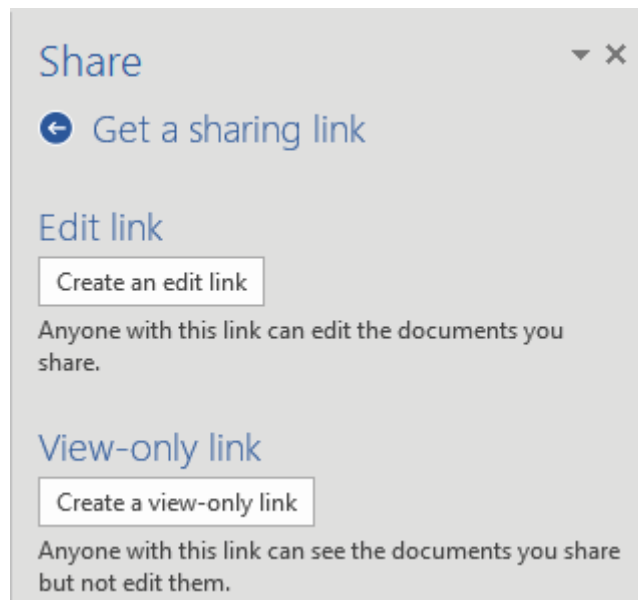 Share
Get a sharing link
Edit link
Create an edit link
Anyone with this link can edit the documents you
share.
View-only link
Create a view-only link
Anyone with this link can see the documents you share
but not edit them.